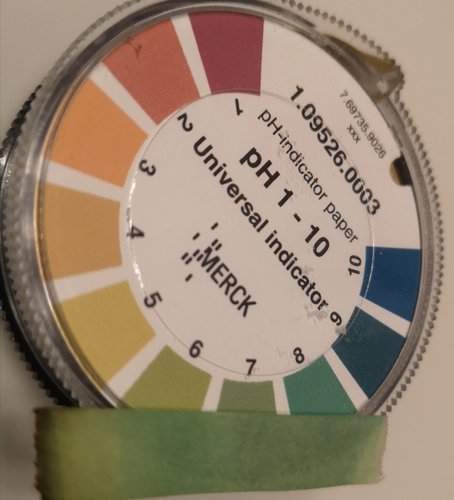 7.69735.9026
xxx
1.09526.0003
pH-indicator paper
pH 1 - 10
Universal indicator
MERCK
1
2
3
4
5
6
7
8
9
10